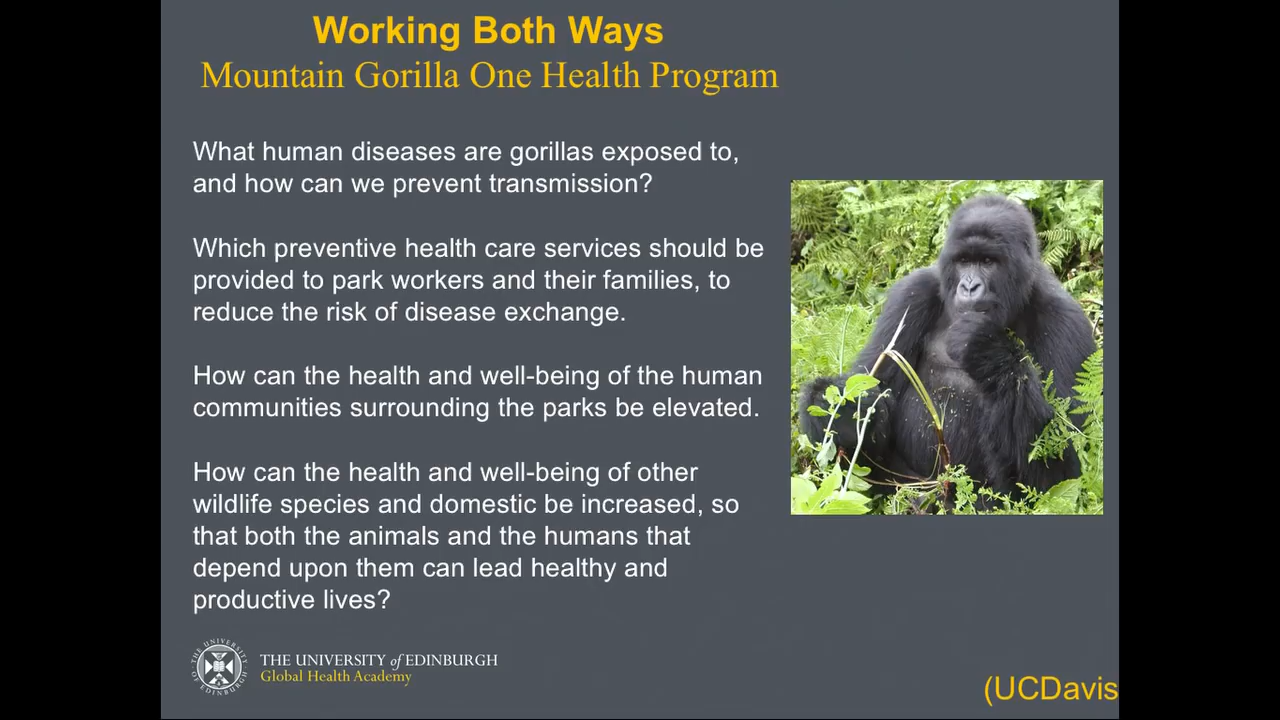 Working Both Ways
Mountain Gorilla One Health Program
What human diseases are gorillas exposed to,
and how can we prevent transmission?
Which preventive health care services should be
provided to park workers and their families, to
reduce the risk of disease exchange.
How can the health and well-being of the human
communities surrounding the parks be elevated.
How can the health and well-being of other
wildlife species and domestic be increased, so
that both the animals and the humans that
depend upon them can lead healthy and
productive lives?
THE UNIVERSITY of EDINBURGH
Global Health Academy
THE UNIVERSITY OF EDINBURGH
(UCDavis